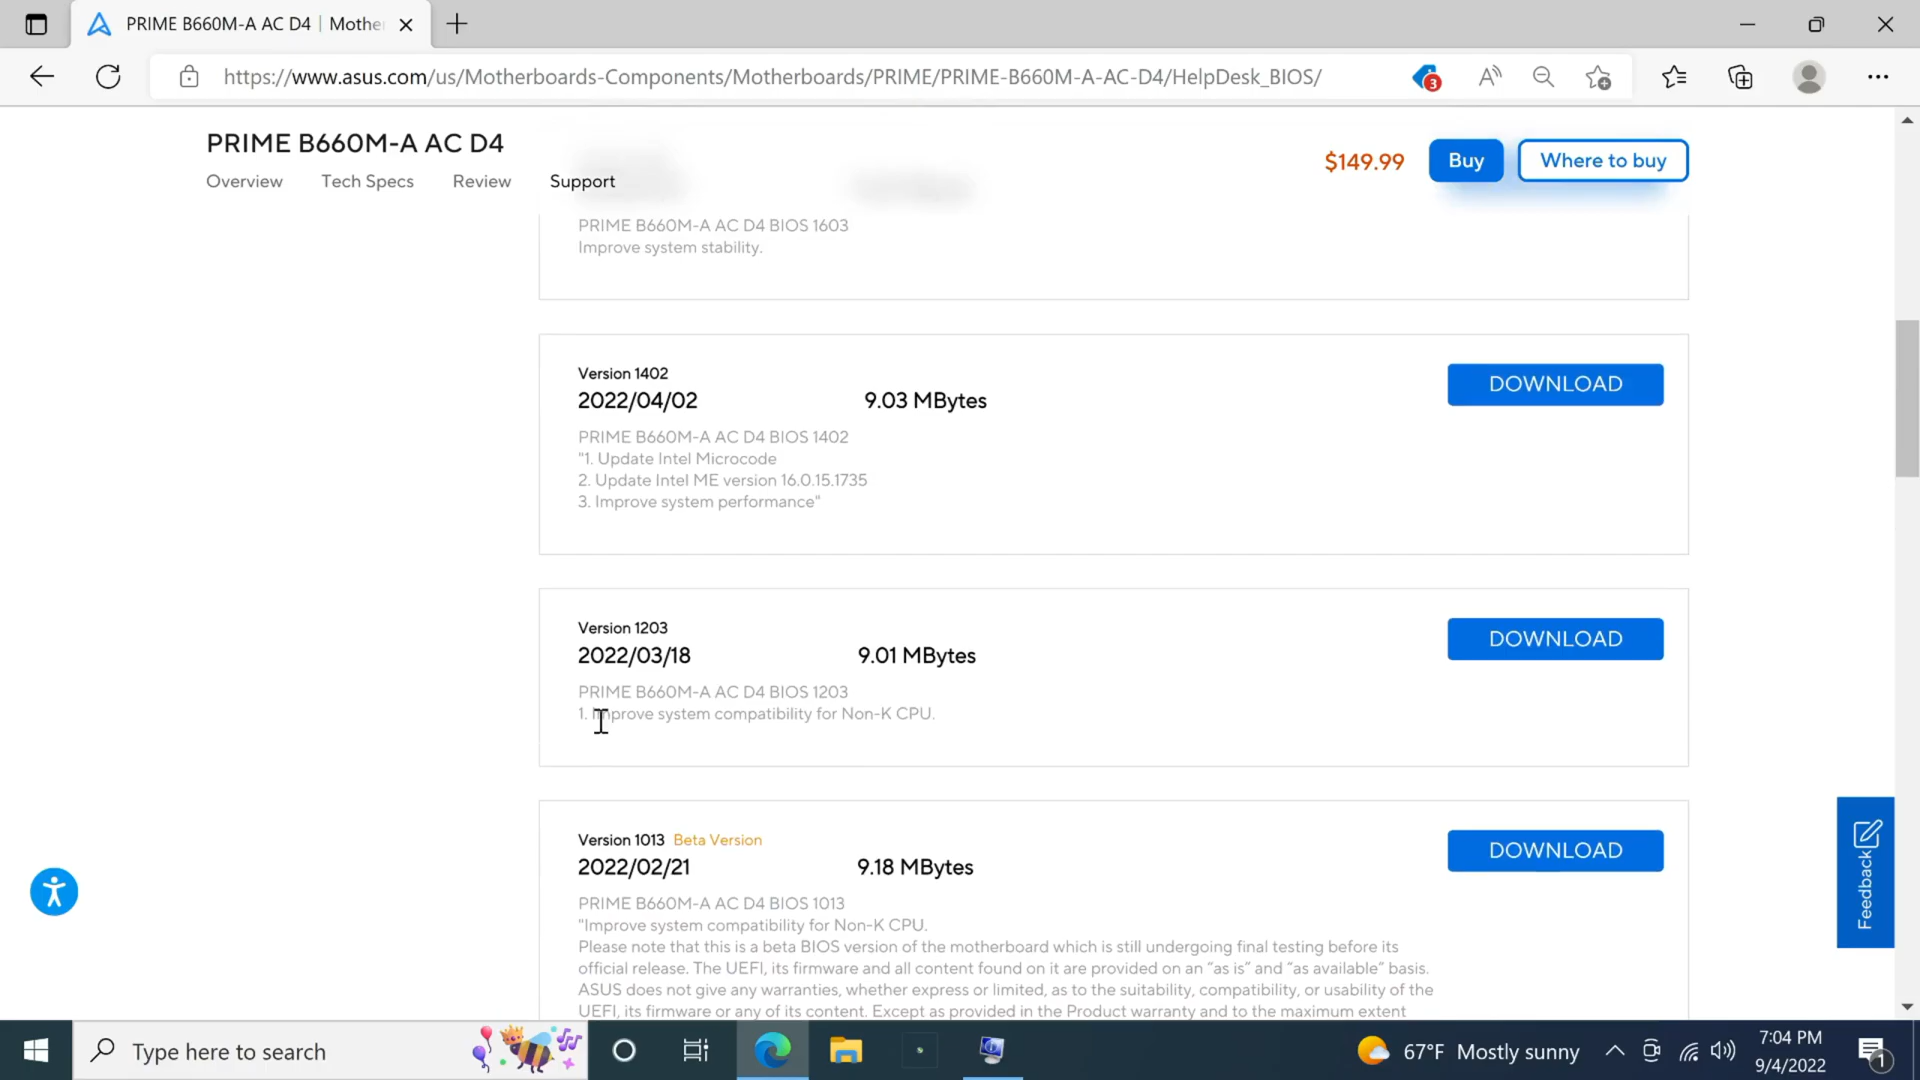 PRIME B660M-A AC D4 | Mothe
https://www.asus.com/us/Motherboards-Components/Motherboards/PRIME/PRIME-B660M-A-AC-D4/HelpDesk_BIOS/
3
PRIME B660M-A AC D4
Overview
Tech Specs
Review
Support
$149.99
Buy
Where to buy
PRIME B660M-A AC D4 BIOS 1603
Improve system stability.
Version 1402
2022/04/02
9.03 MBytes
DOWNLOAD
PRIME B660M-A AC D4 BIOS 1402
"1. Update Intel Microcode
2. Update Intel ME version 16.0.15.1735
3. Improve system performance"
Version 1203
2022/03/18
9.01 MBytes
DOWNLOAD
PRIME B660M-A AC D4 BIOS 1203
1. Improve system compatibility for Non-K CPU.
Version 1013 Beta Version
2022/02/21
9.18 MBytes
DOWNLOAD
PRIME B660M-A AC D4 BIOS 1013
"Improve system compatibility for Non-K CPU.
Please note that this is a beta BIOS version of the motherboard which is still undergoing final testing before its
official release. The UEFI, its firmware and all content found on it are provided on an “as is” and “as available” basis.
ASUS does not give any warranties, whether express or limited, as to the suitability, compatibility, or usability of the
UEFI, its firmware or any of its content. Except as provided in the Product warranty and to the maximum extent
Feedback
Type here to search
67°F Mostly sunny
7:04 PM
9/4/2022
1